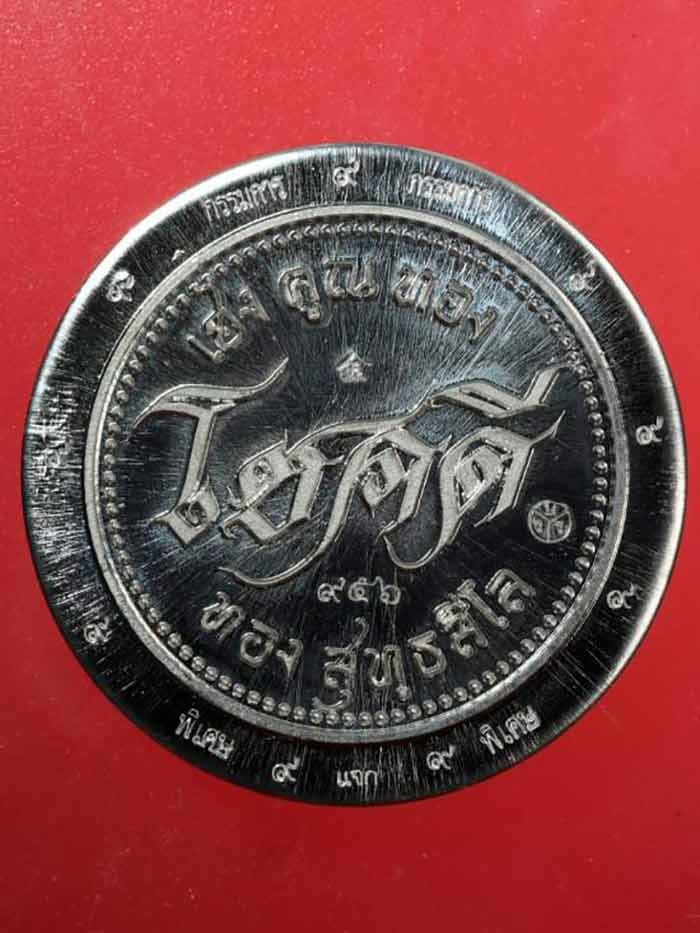 กรรมการ ๙ กรรมการ
เฮง คูณ ทอง
โชคดี
๙๕๖
ทอง สุทธสีโล
พิเศษ ๙ แจก ๙ พิเศษ